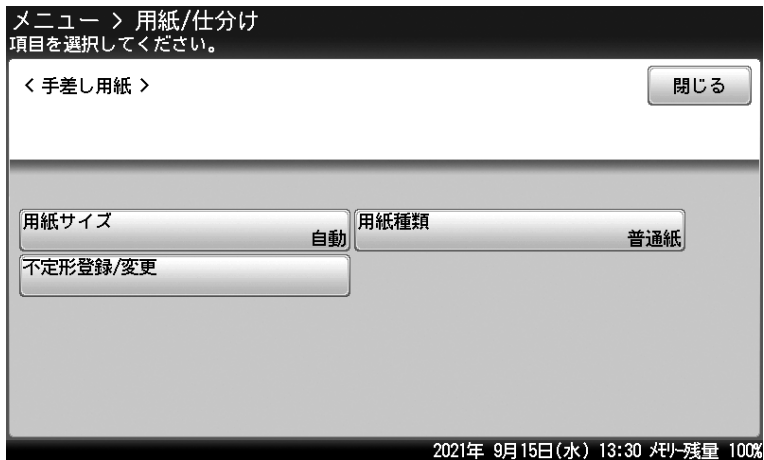 メニュー > 用紙/仕分け
項目を選択してください。
< 手差し用紙 >
閉じる
用紙サイズ
自動
用紙種類
普通紙
不定形登録/変更
2021年 9月15日(水) 13:30 ﾒﾓﾘｰ残量 100%